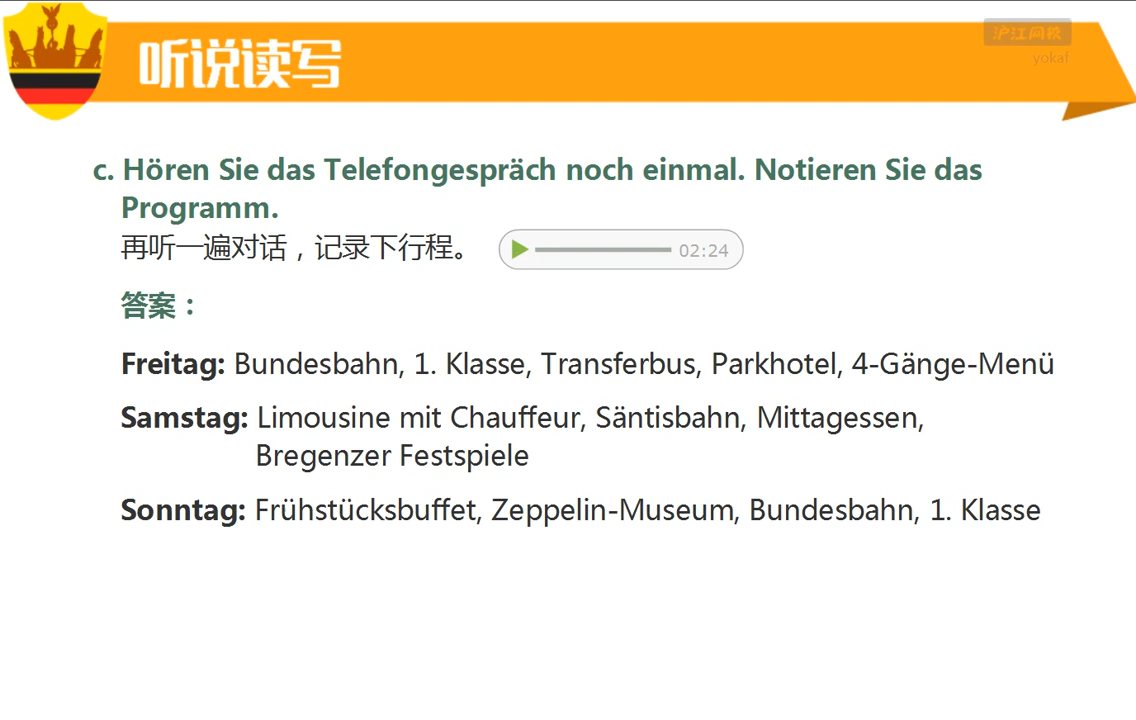 听说读写
沪江网校
yokaf
c. Hören Sie das Telefongespräch noch einmal. Notieren Sie das
Programm.
再听一遍对话，记录下行程。
02:24
答案：
Freitag: Bundesbahn, 1. Klasse, Transferbus, Parkhotel, 4-Gänge-Menü
Samstag: Limousine mit Chauffeur, Säntisbahn, Mittagessen,
Bregenzer Festspiele
Sonntag: Frühstücksbuffet, Zeppelin-Museum, Bundesbahn, 1. Klasse